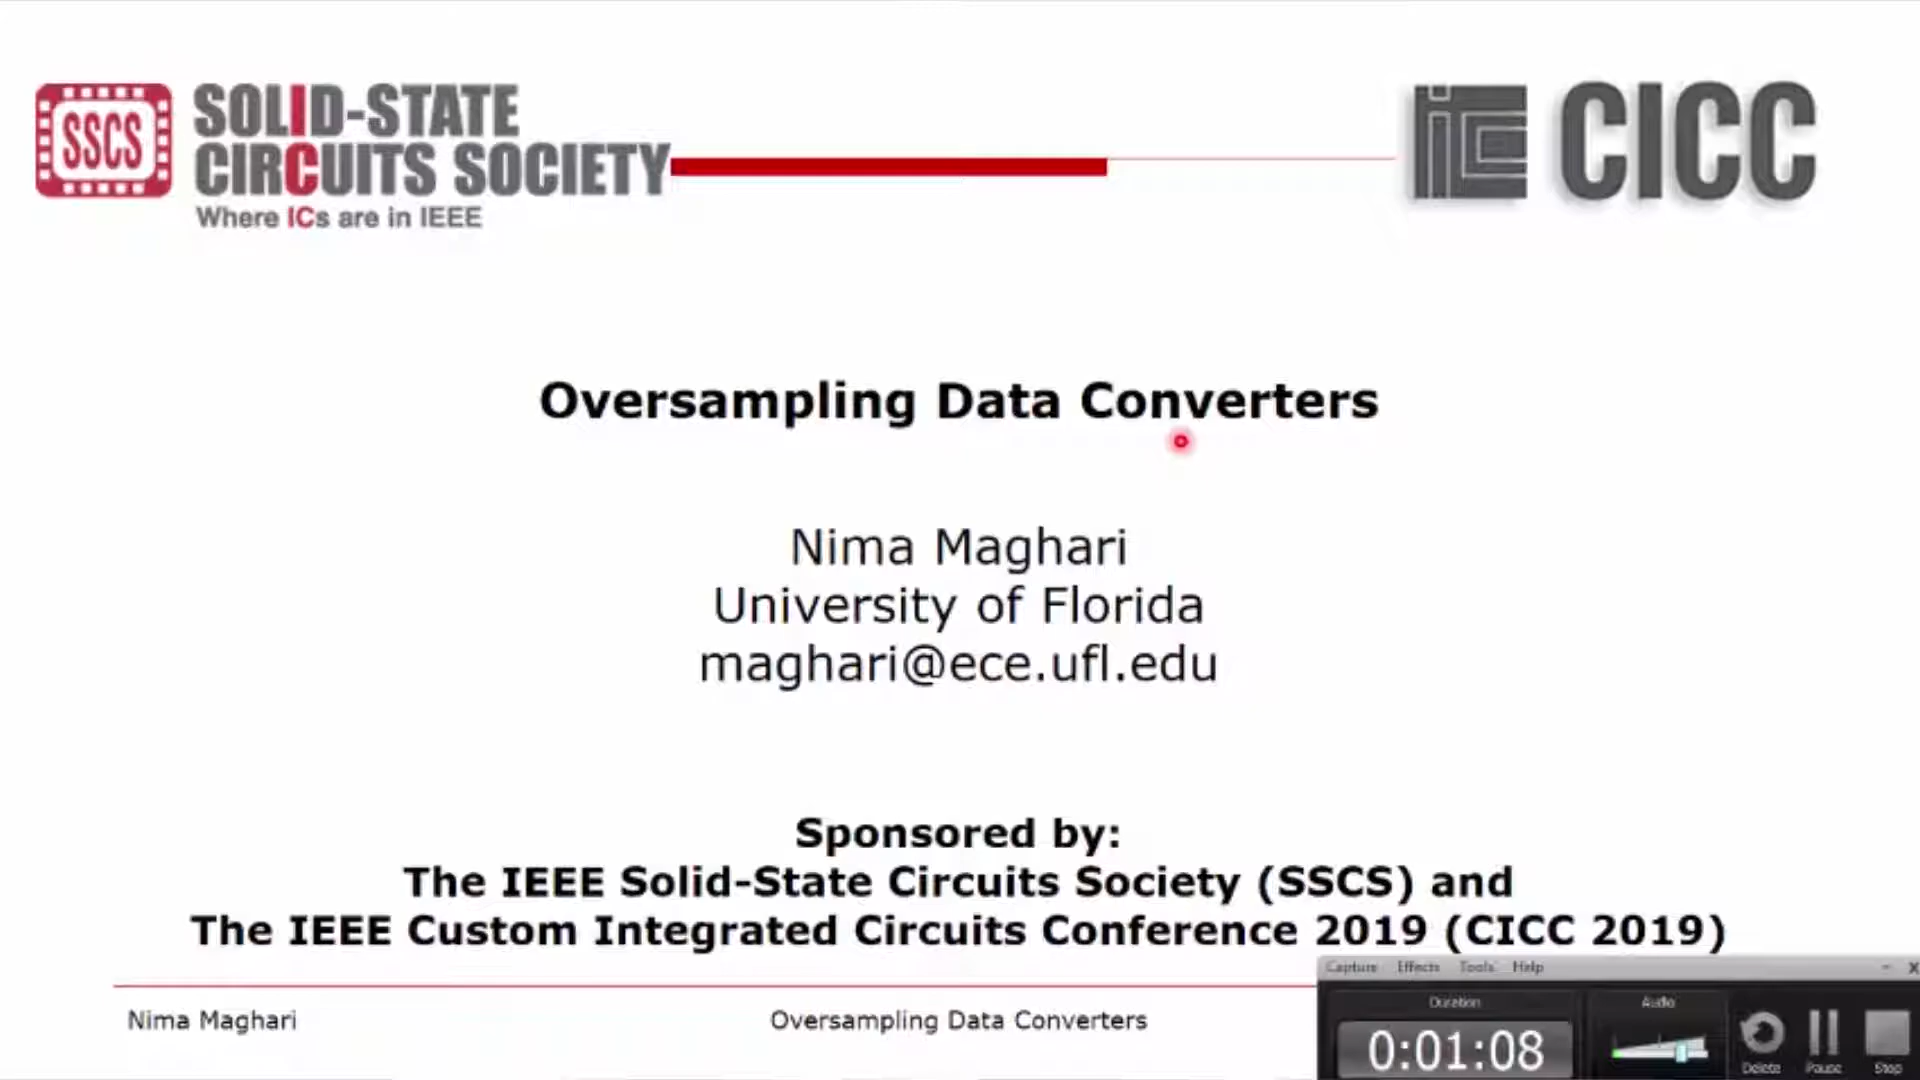 SSCS
SOLID-STATE
CIRCUITS SOCIETY
Where ICs are in IEEE
CICC
Oversampling Data Converters
Nima Maghari
University of Florida
maghari@ece.ufl.edu
Sponsored by:
The IEEE Solid-State Circuits Society (SSCS) and
The IEEE Custom Integrated Circuits Conference 2019 (CICC 2019)
Nima Maghari
Oversampling Data Converters
Capture Effects Tools Help
Duration
Audio
0:01:08
Delete
Pause
Stop